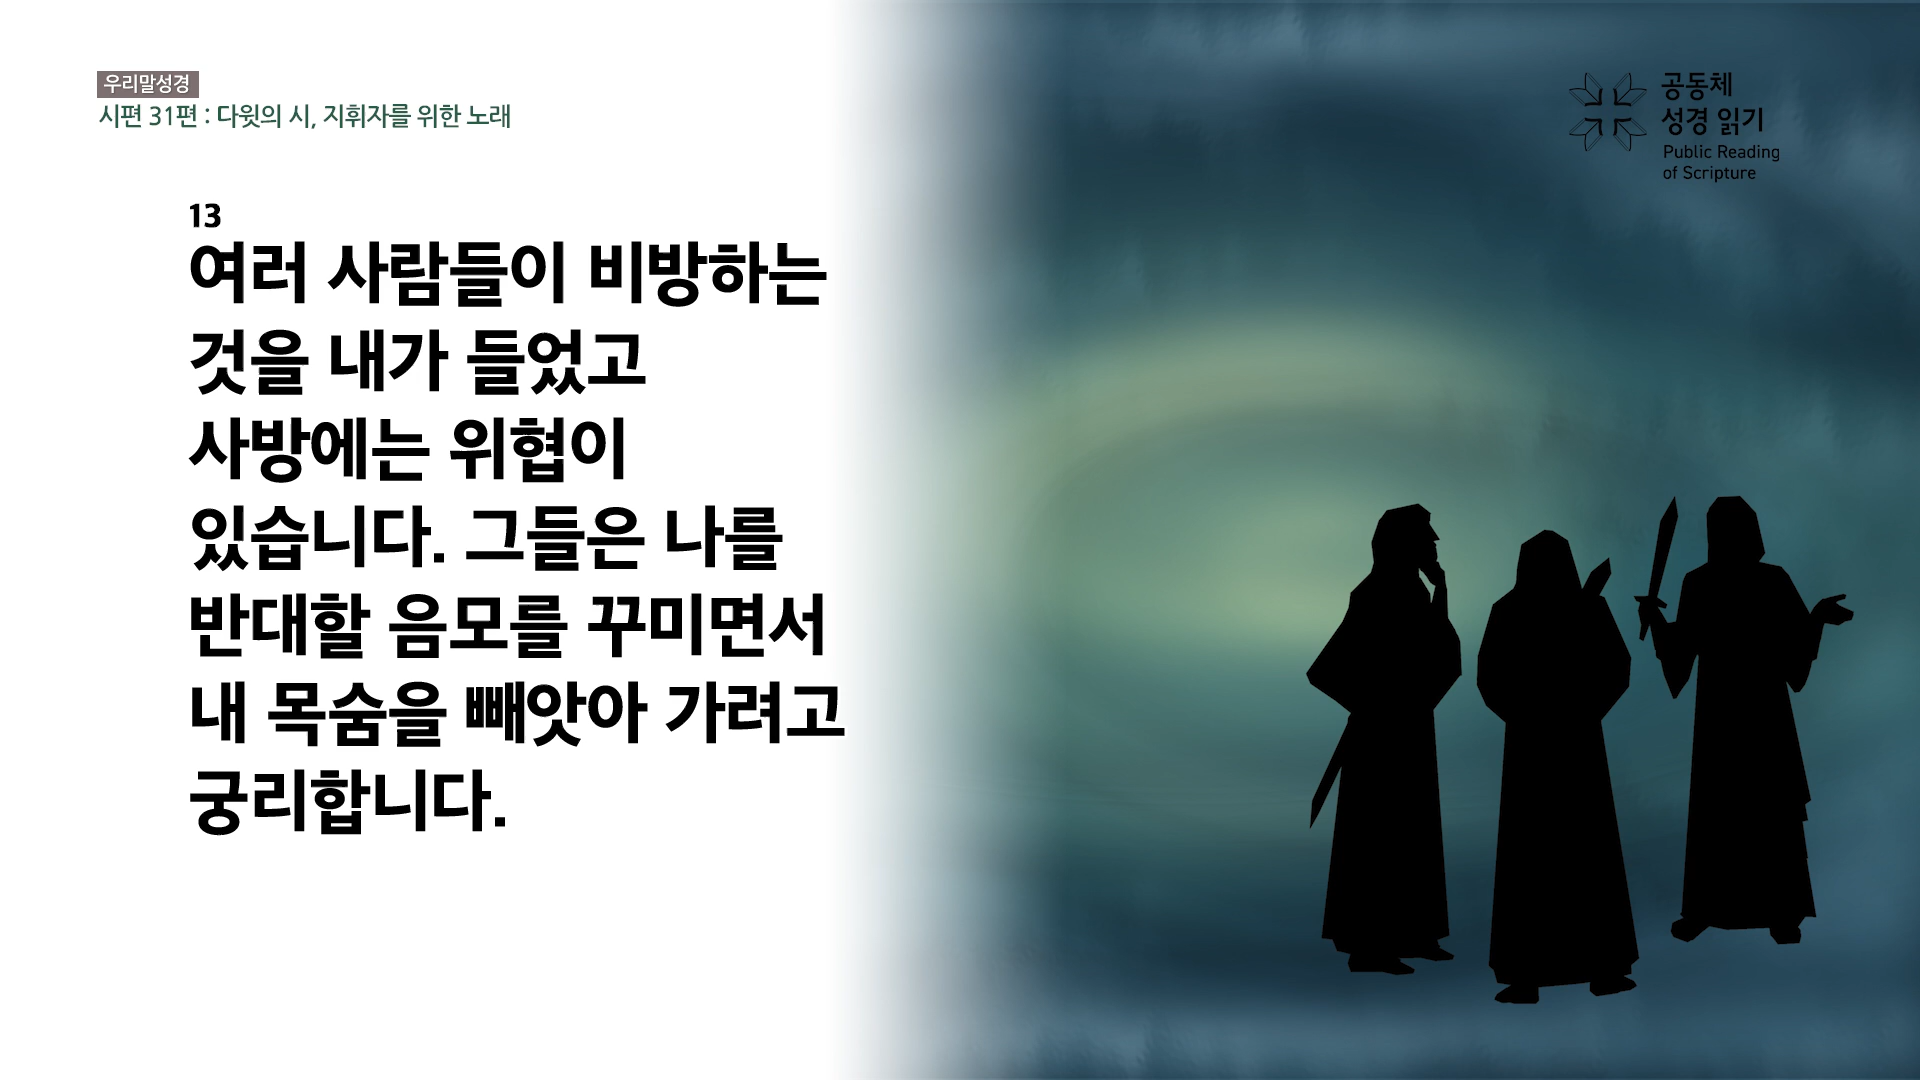 우리말성경
시편 31편 : 다윗의 시, 지휘자를 위한 노래
공동체
성경 읽기
Public Reading
of Scripture
13
여러 사람들이 비방하는
것을 내가 들었고
사방에는 위협이
있습니다. 그들은 나를
반대할 음모를 꾸미면서
내 목숨을 빼앗아 가려고
궁리합니다.